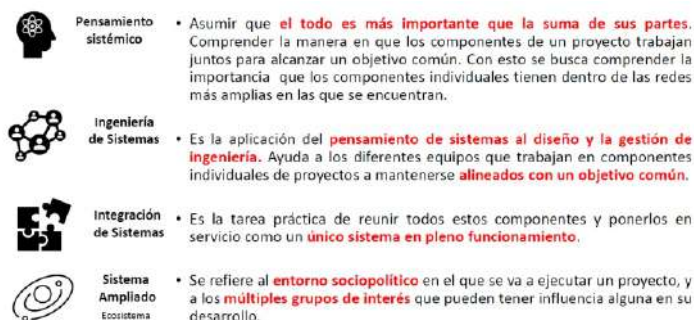 Pensamiento
sistémico
• Asumir que el todo es más importante que la suma de sus partes.
Comprender la manera en que los componentes de un proyecto trabajan
juntos para alcanzar un objetivo común. Con esto se busca comprender la
importancia que los componentes individuales tienen dentro de las redes
más amplias en las que se encuentran.
Ingeniería
de Sistemas
• Es la aplicación del pensamiento de sistemas al diseño y la gestión de
ingeniería. Ayuda a los diferentes equipos que trabajan en componentes
individuales de proyectos a mantenerse alineados con un objetivo común.
Integración
de Sistemas
• Es la tarea práctica de reunir todos estos componentes y ponerlos en
servicio como un único sistema en pleno funcionamiento.
Sistema
Ampliado
Ecosistema
• Se refiere al entorno sociopolítico en el que se va a ejecutar un proyecto, y
a los múltiples grupos de interés que pueden tener influencia alguna en su
desarrollo.